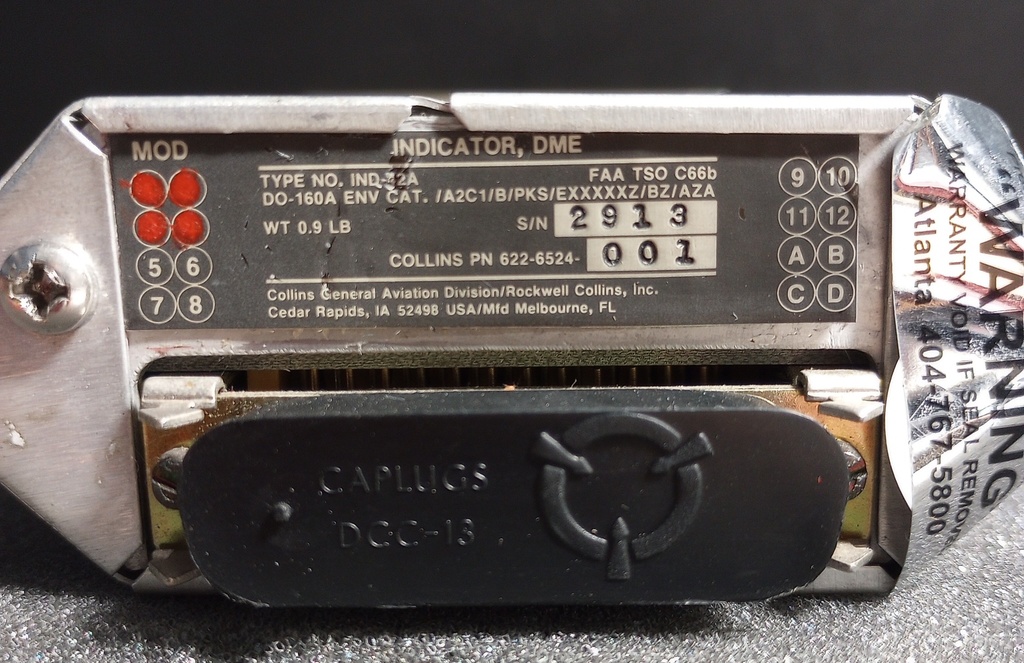 MOD
INDICATOR, DME
TYPE NO. IND-42A
FAA TSO C66b
DO-160A ENV CAT. /A2C1/B/PKS/EXXXXXZ/BZ/AZA
WT 0.9 LB
S/N 2913
COLLINS PN 622-6524- 001
Collins General Aviation Division/Rockwell Collins, Inc.
Cedar Rapids, IA 52498 USA/Mfd Melbourne, FL
5 6
7 8
9 10
11 12
A B
C D
CAPLUGS
DCC-13
WARNING
WARRANTY VOID IF SEAL REMOV
Atlanta 404-767-5800